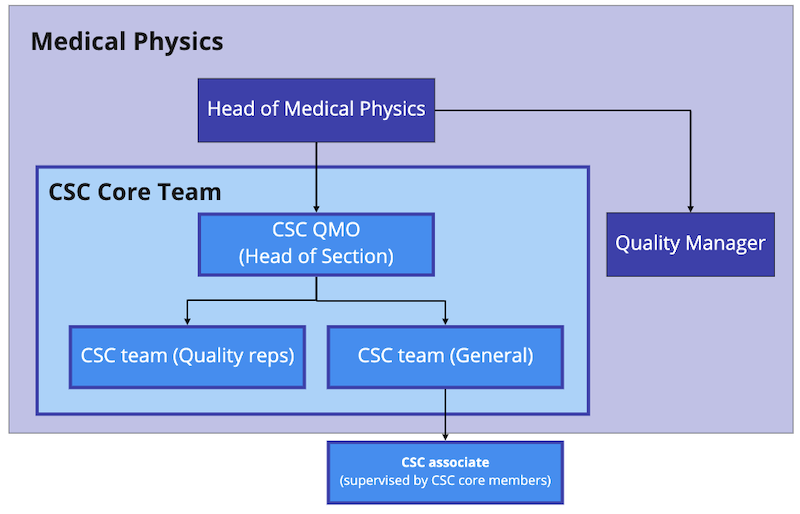 Medical Physics
Head of Medical Physics
CSC Core Team
CSC QMO
(Head of Section)
Quality Manager
CSC team (Quality reps)
CSC team (General)
CSC associate
(supervised by CSC core members)